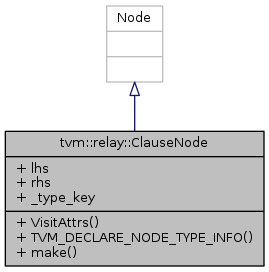 Node
tvm::relay::ClauseNode
+ lhs
+ rhs
+ _type_key
+ VisitAttrs()
+ TVM_DECLARE_NODE_TYPE_INFO()
+ make()